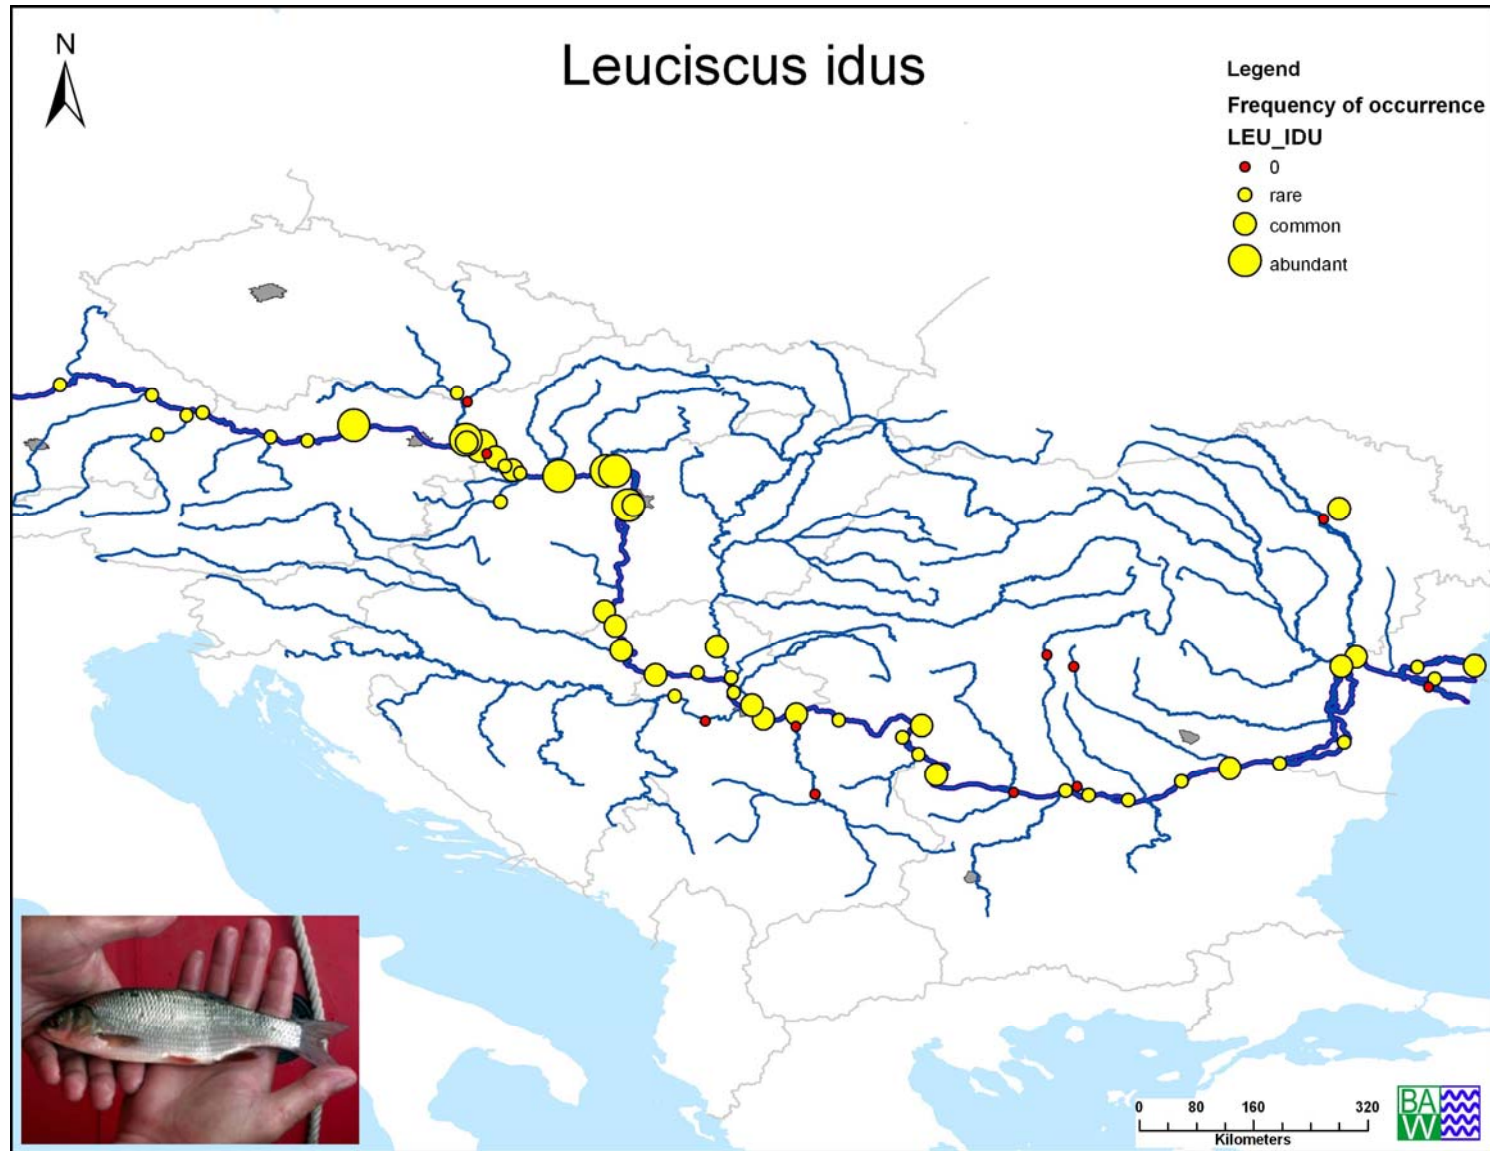 N
Leuciscus idus
Legend
Frequency of occurrence
LEU_IDU
0
rare
common
abundant
0 80 160 320
Kilometers
BA
W